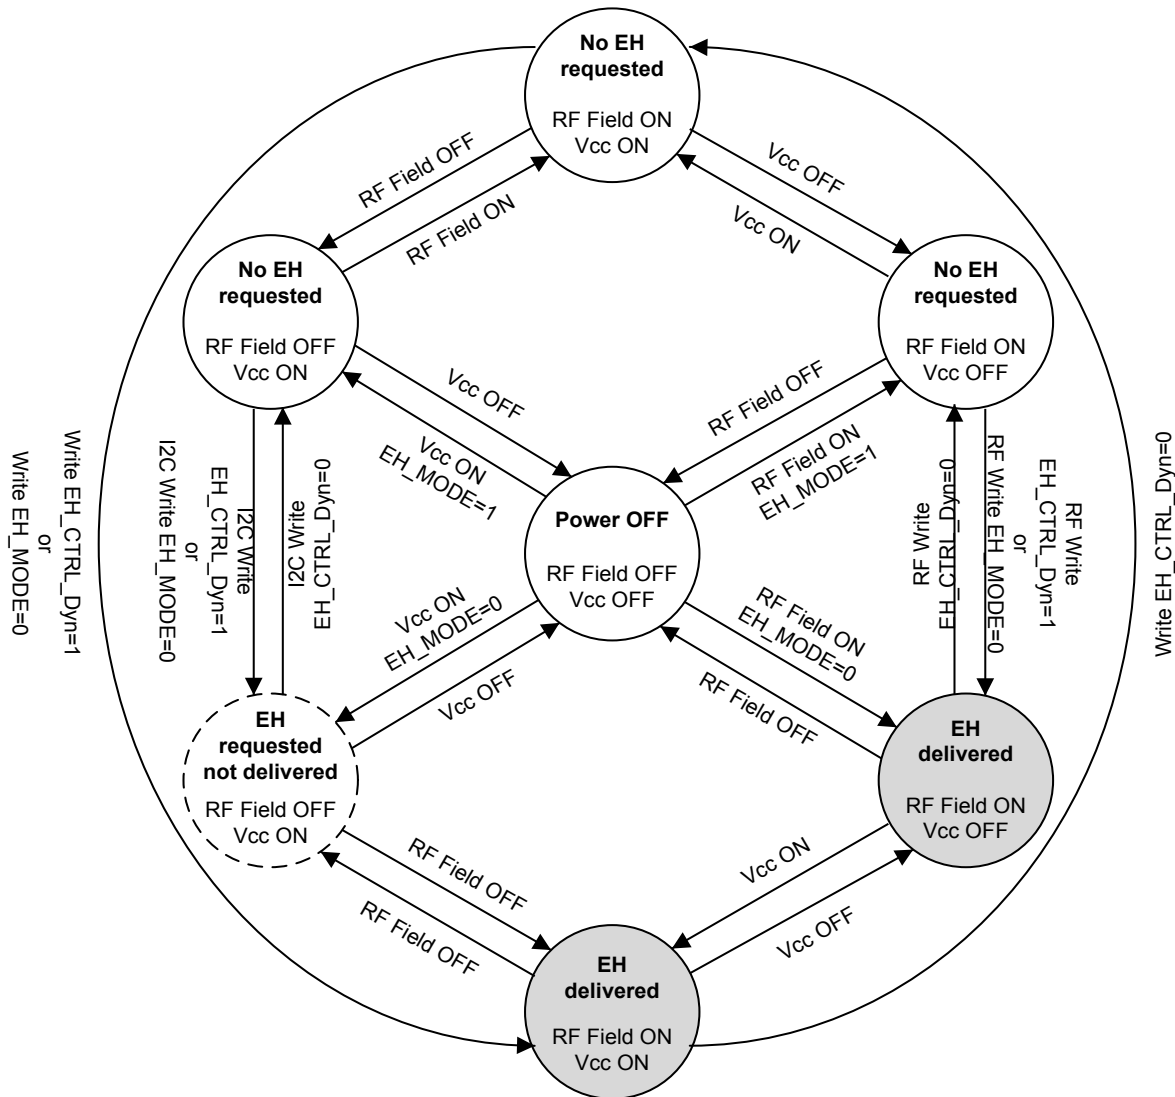 No EH
requested
RF Field ON
Vcc ON
RF Field OFF
RF Field ON
Vcc OFF
Vcc ON
No EH
requested
RF Field OFF
Vcc ON
No EH
requested
RF Field ON
Vcc OFF
Vcc OFF
Vcc ON
EH_MODE=1
RF Field OFF
RF Field ON
EH_MODE=1
Write EH_CTRL_Dyn=1
or
Write EH_MODE=0
I2C Write
EH_CTRL_Dyn=1
or
I2C Write EH_MODE=0
I2C Write
EH_CTRL_Dyn=0
Power OFF
RF Field OFF
Vcc OFF
RF Write
EH_CTRL_Dyn=0
RF Write
EH_CTRL_Dyn=1
or
RF Write EH_MODE=0
Write EH_CTRL_Dyn=0
Vcc ON
EH_MODE=0
Vcc OFF
RF Field ON
EH_MODE=0
RF Field OFF
EH
requested
not delivered
RF Field OFF
Vcc ON
EH
delivered
RF Field ON
Vcc OFF
RF Field OFF
RF Field OFF
Vcc ON
Vcc OFF
EH
delivered
RF Field ON
Vcc ON